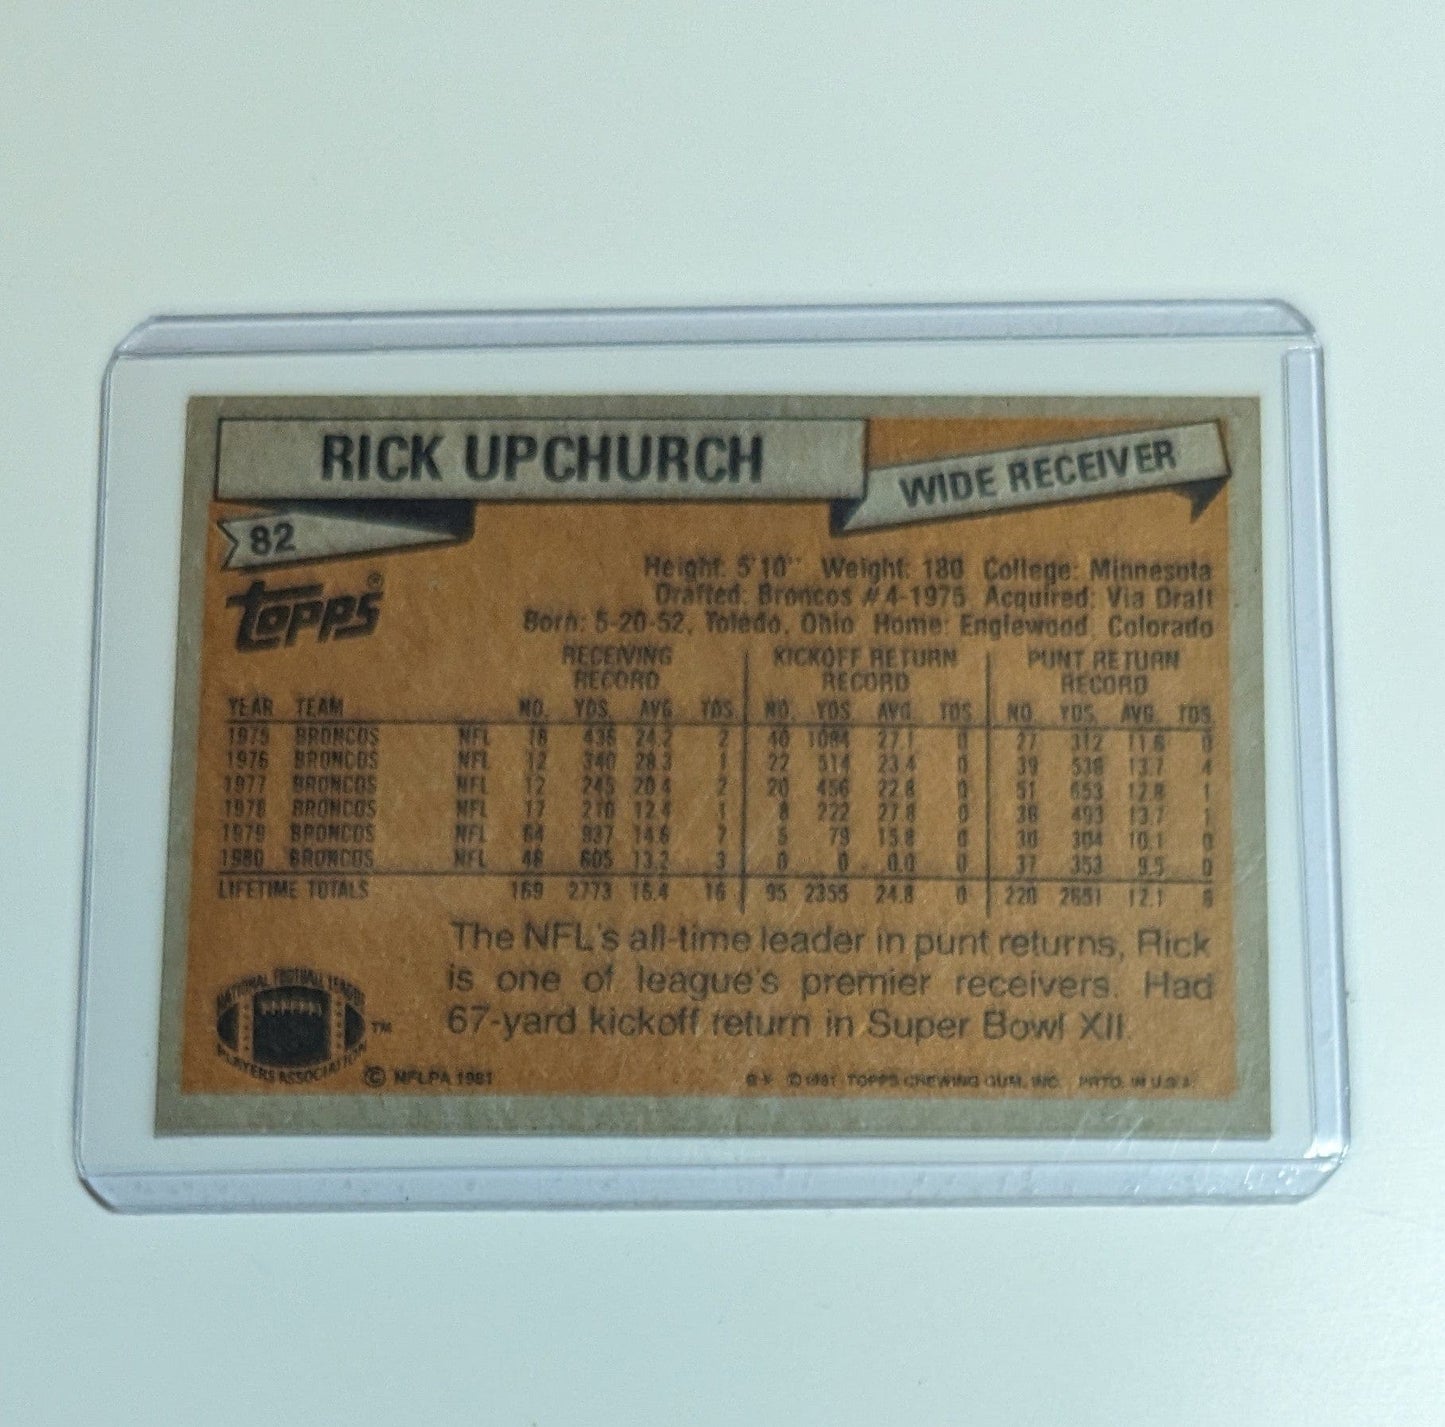 RICK UPCHURCH
WIDE RECEIVER
82
topps®
Height: 5'10" Weight: 180 College: Minnesota
Drafted: Broncos #4-1975 Acquired: Via Draft
Born: 5-20-52, Toledo, Ohio Home: Englewood, Colorado
RECEIVING RECORD KICKOFF RETURN RECORD PUNT RETURN RECORD
YEAR TEAM NO. YDS. AVG. TDS. NO. YDS. AVG. TDS. NO. YDS. AVG. TDS.
1975 BRONCOS NFL 18 436 24.2 2 40 1084 27.1 0 27 312 11.6 0
1976 BRONCOS NFL 12 340 28.3 1 22 514 23.4 0 39 536 13.7 4
1977 BRONCOS NFL 12 245 20.4 2 20 456 22.8 0 51 653 12.8 1
1978 BRONCOS NFL 17 210 12.4 1 8 222 27.8 0 36 493 13.7 1
1979 BRONCOS NFL 64 937 14.6 7 5 79 15.8 0 30 304 10.1 0
1980 BRONCOS NFL 46 605 13.2 3 0 0 0.0 0 37 353 9.5 0
LIFETIME TOTALS 169 2773 16.4 16 95 2355 24.8 0 220 2651 12.1 6
The NFL's all-time leader in punt returns, Rick
is one of league's premier receivers. Had
67-yard kickoff return in Super Bowl XII.
NATIONAL FOOTBALL LEAGUE
PLAYERS ASSOCIATION
TM
© NFLPA 1981
© 1981 TOPPS CHEWING GUM, INC. PRTD. IN U.S.A.